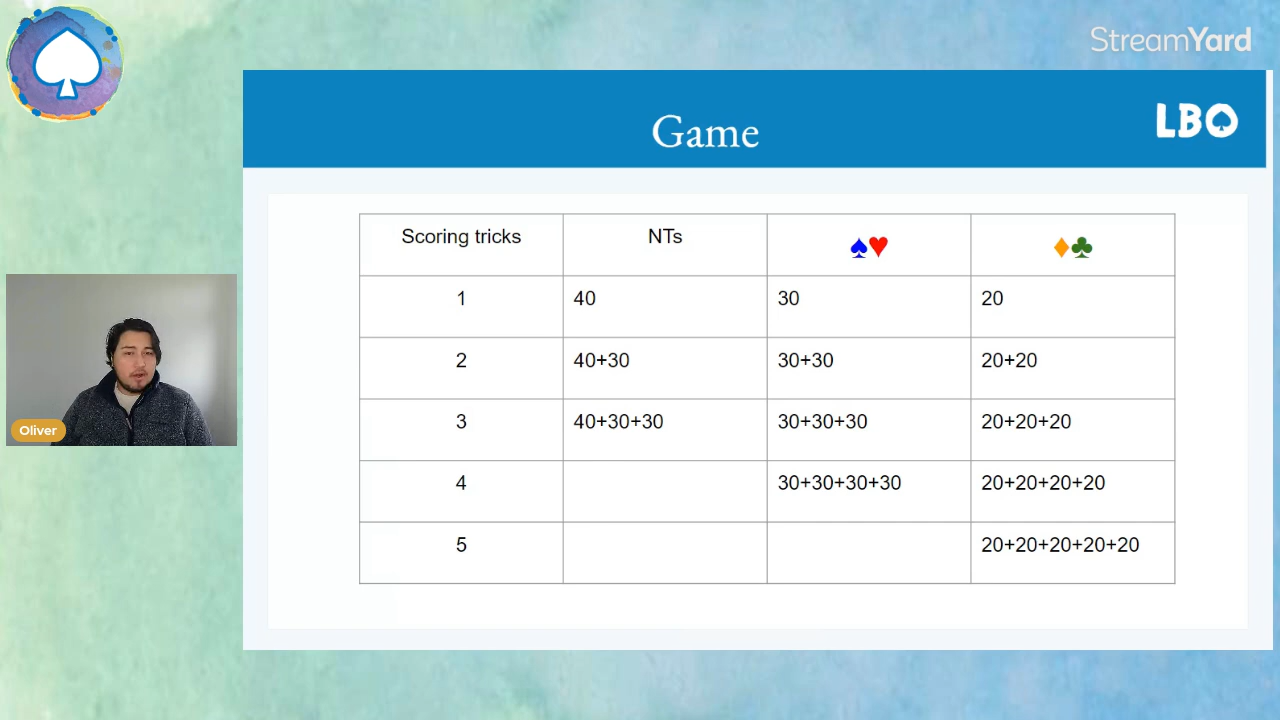 StreamYard
Game
LBO
Scoring tricks NTs ♠♥ ♦♣
1 40 30 20
2 40+30 30+30 20+20
3 40+30+30 30+30+30 20+20+20
4 30+30+30+30 20+20+20+20
5 20+20+20+20+20
Oliver